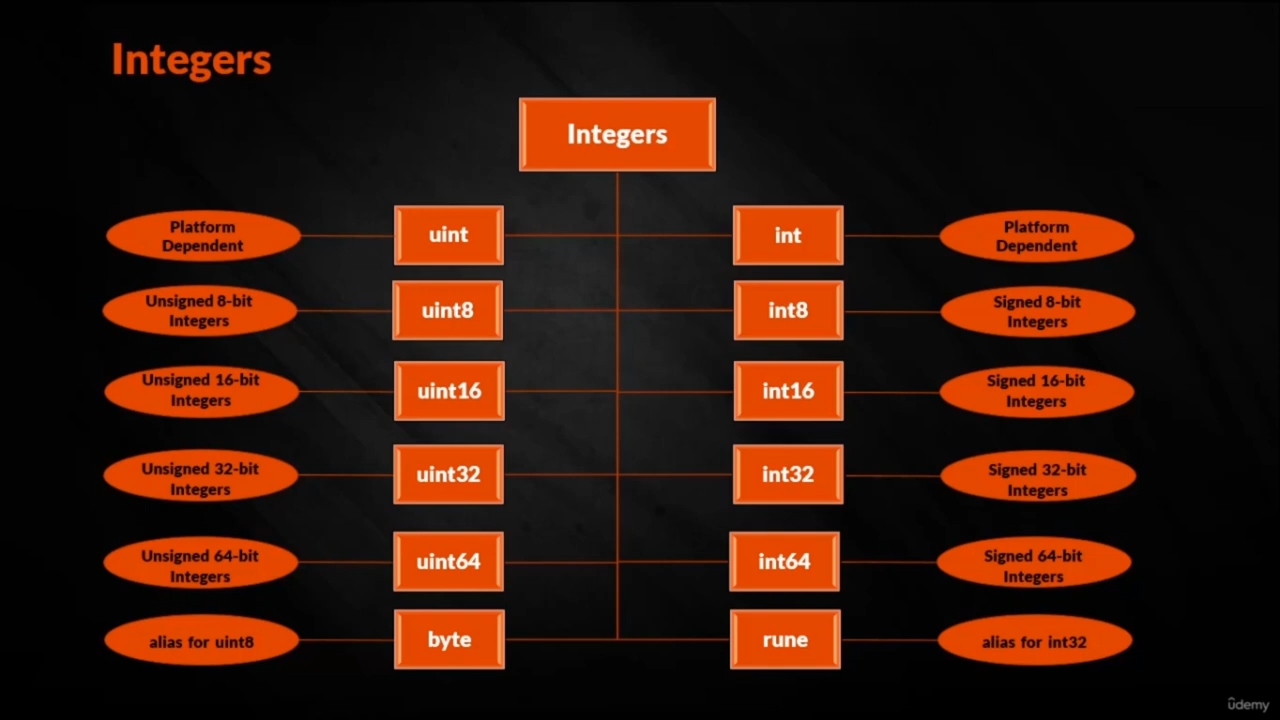 Integers
Integers
Platform
Dependent
uint
int
Platform
Dependent
Unsigned 8-bit
Integers
uint8
int8
Signed 8-bit
Integers
Unsigned 16-bit
Integers
uint16
int16
Signed 16-bit
Integers
Unsigned 32-bit
Integers
uint32
int32
Signed 32-bit
Integers
Unsigned 64-bit
Integers
uint64
int64
Signed 64-bit
Integers
alias for uint8
byte
rune
alias for int32
ûdemy